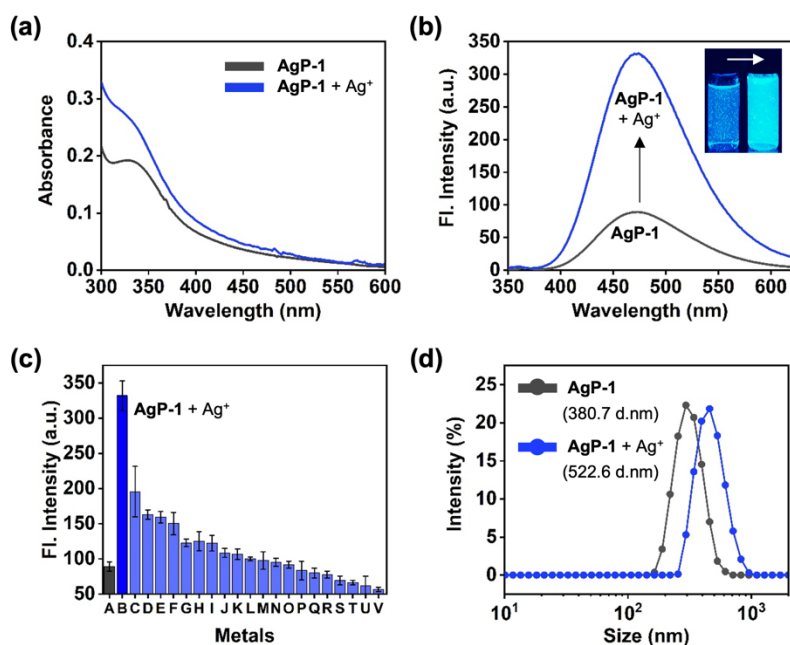 (a)
0.4
0.3
0.2
0.1
0.0
Absorbance
AgP-1
AgP-1 + Ag⁺
300 350 400 450 500 550 600
Wavelength (nm)
(b)
350
300
250
200
150
100
50
0
Fl. Intensity (a.u.)
AgP-1
+ Ag⁺
AgP-1
350 400 450 500 550 600
Wavelength (nm)
(c)
350
300
250
200
150
100
50
Fl. Intensity (a.u.)
AgP-1 + Ag⁺
A B C D E F G H I J K L M N O P Q R S T U V
Metals
(d)
25
20
15
10
5
0
Intensity (%)
AgP-1
(380.7 d.nm)
AgP-1 + Ag⁺
(522.6 d.nm)
10¹ 10² 10³
Size (nm)